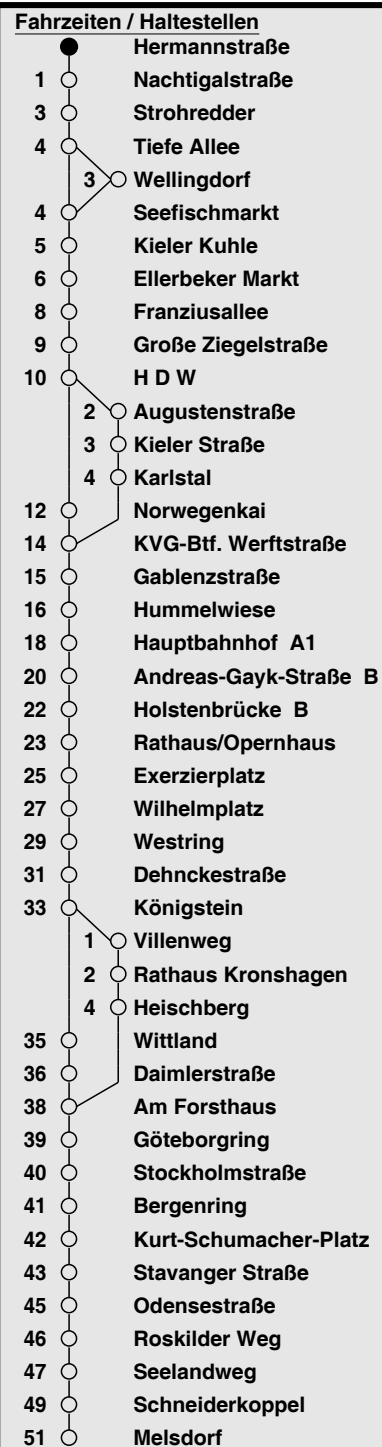 Fahrzeiten / Haltestellen
Hermannstraße
1 Nachtigalstraße
3 Strohredder
4 Tiefe Allee
3 Wellingdorf
4 Seefischmarkt
5 Kieler Kuhle
6 Ellerbeker Markt
8 Franziusallee
9 Große Ziegelstraße
10 H D W
2 Augustenstraße
3 Kieler Straße
4 Karlstal
12 Norwegenkai
14 KVG-Btf. Werftstraße
15 Gablenzstraße
16 Hummelwiese
18 Hauptbahnhof A1
20 Andreas-Gayk-Straße B
22 Holstenbrücke B
23 Rathaus/Opernhaus
25 Exerzierplatz
27 Wilhelmplatz
29 Westring
31 Dehnckestraße
33 Königstein
1 Villenweg
2 Rathaus Kronshagen
4 Heischberg
35 Wittland
36 Daimlerstraße
38 Am Forsthaus
39 Göteborgring
40 Stockholmstraße
41 Bergenring
42 Kurt-Schumacher-Platz
43 Stavanger Straße
45 Odensestraße
46 Roskilder Weg
47 Seelandweg
49 Schneiderkoppel
51 Melsdorf